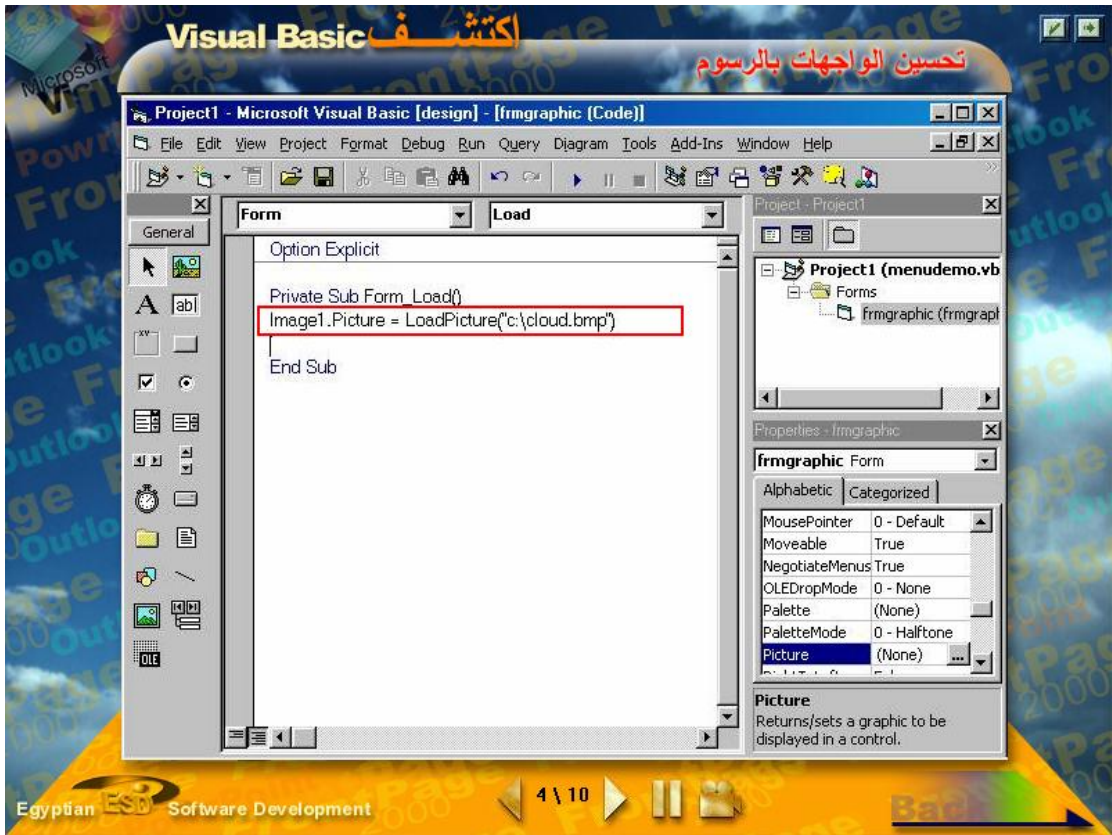 Visual Basic اكتشف
تحسين الواجهات بالرسوم
Project1 - Microsoft Visual Basic [design] - [frmgraphic (Code)]
File Edit View Project Format Debug Run Query Diagram Tools Add-Ins Window Help
General
Form
Load
Option Explicit
Private Sub Form_Load()
Image1.Picture = LoadPicture("c:\cloud.bmp")
End Sub
A
ab|
xv
OLE
Project - Project1
Project1 (menudemo.vb
Forms
frmgraphic (frmgraph
Properties - frmgraphic
frmgraphic Form
Alphabetic
Categorized
MousePointer 0 - Default
Moveable True
NegotiateMenus True
OLEDropMode 0 - None
Palette (None)
PaletteMode 0 - Halftone
Picture (None) ...
Picture
Returns/sets a graphic to be
displayed in a control.
Egyptian ESD Software Development
4 \ 10
Back